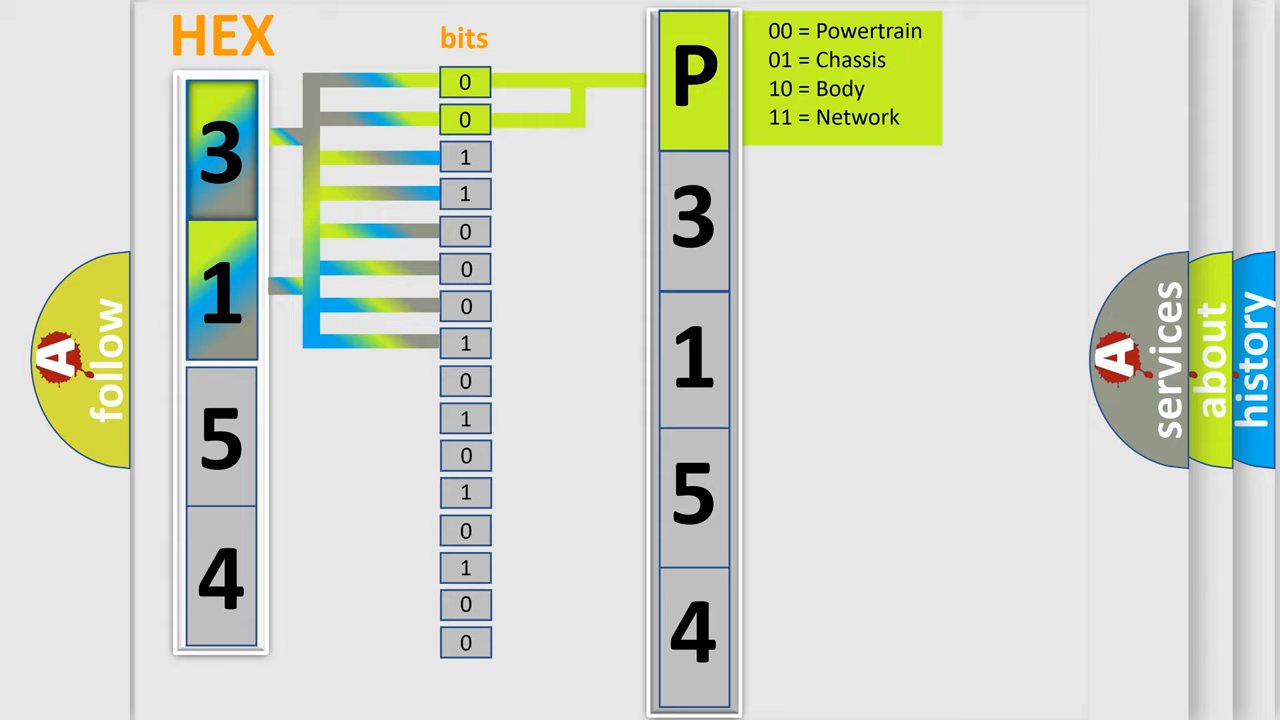 HEX
bits
3
1
5
4
0
0
1
1
0
0
0
1
0
1
0
1
0
1
0
0
P
3
1
5
4
00 = Powertrain
01 = Chassis
10 = Body
11 = Network
A
follow
A
services
about
history